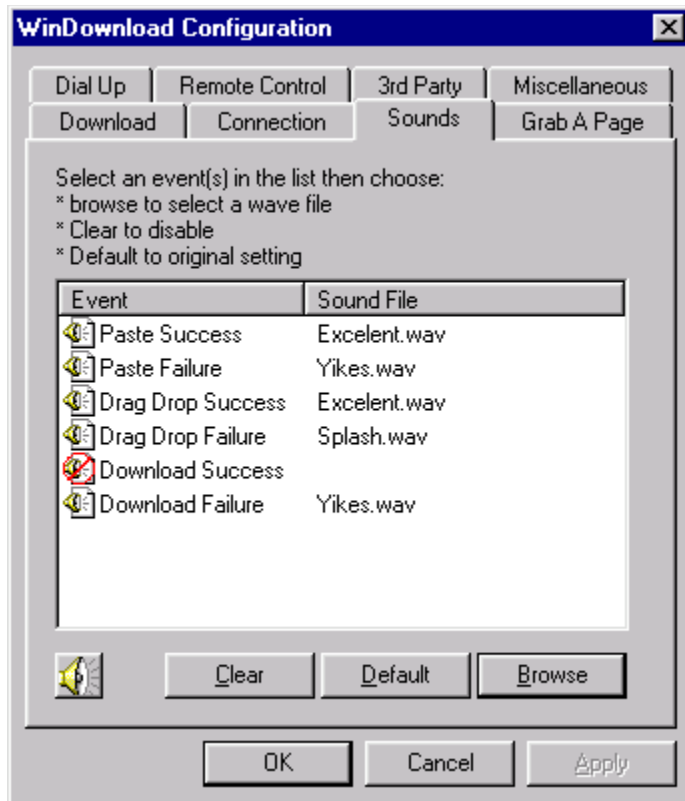 WinDownload Configuration
Dial Up Remote Control 3rd Party Miscellaneous
Download Connection Sounds Grab A Page
Select an event(s) in the list then choose:
* browse to select a wave file
* Clear to disable
* Default to original setting
Event Sound File
Paste Success Excelent.wav
Paste Failure Yikes.wav
Drag Drop Success Excelent.wav
Drag Drop Failure Splash.wav
Download Success
Download Failure Yikes.wav
Clear Default Browse
OK Cancel Apply